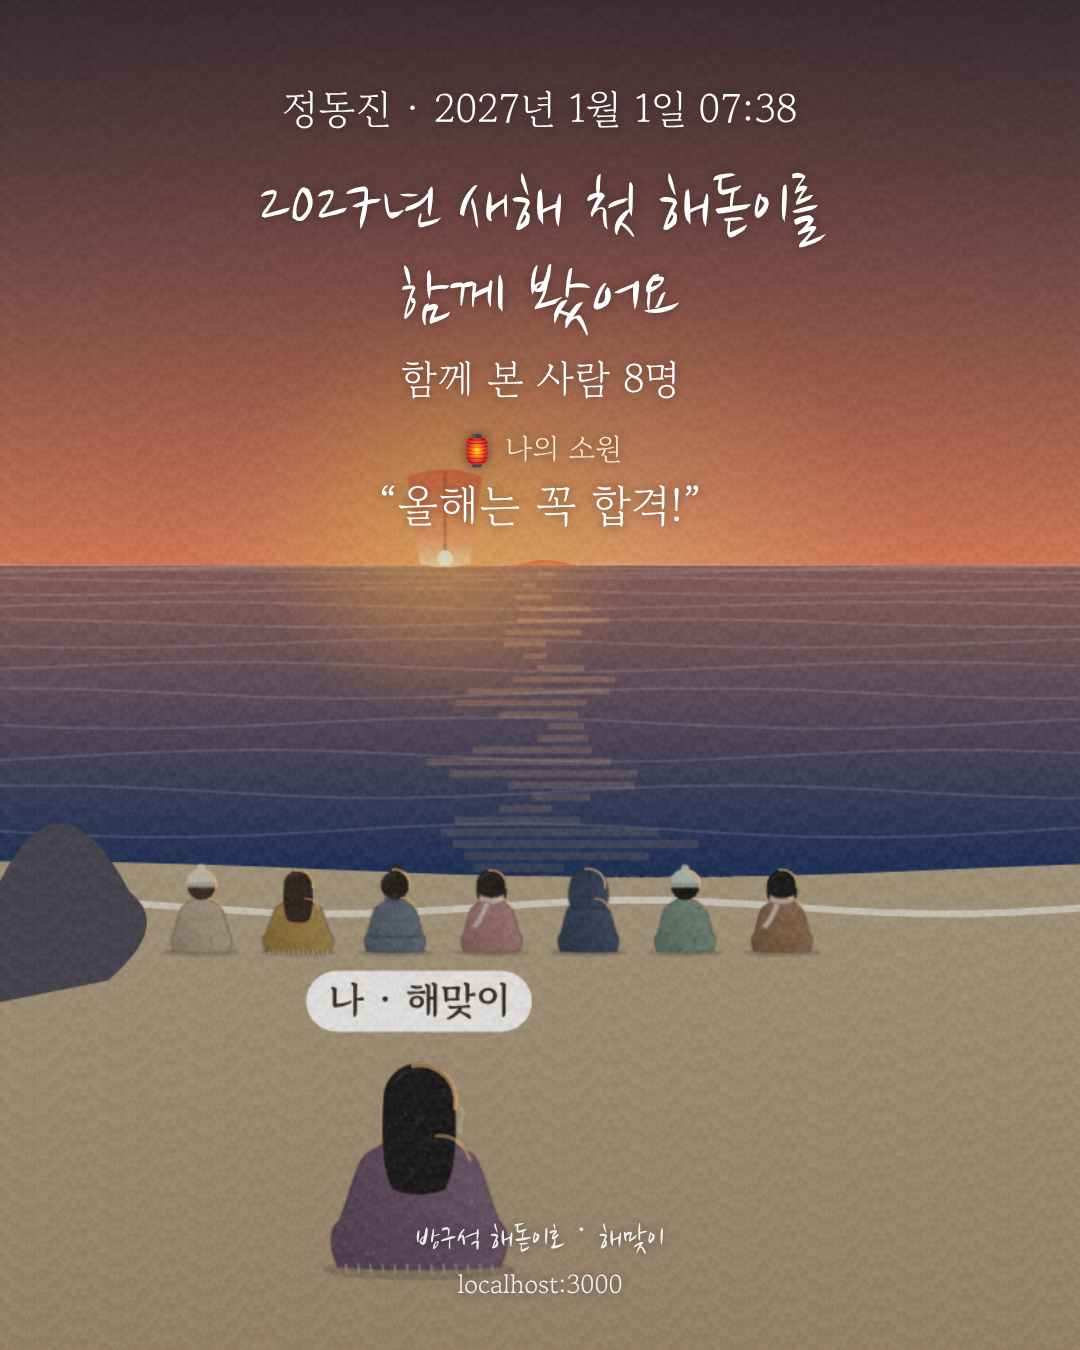 정동진 · 2027년 1월 1일 07:38
2027년 새해 첫 해돋이를
함께 봤어요
함께 본 사람 8명
🏮 나의 소원
“올해는 꼭 합격!”
나 · 해맞이
방구석 해돋이호 · 해맞이
localhost:3000